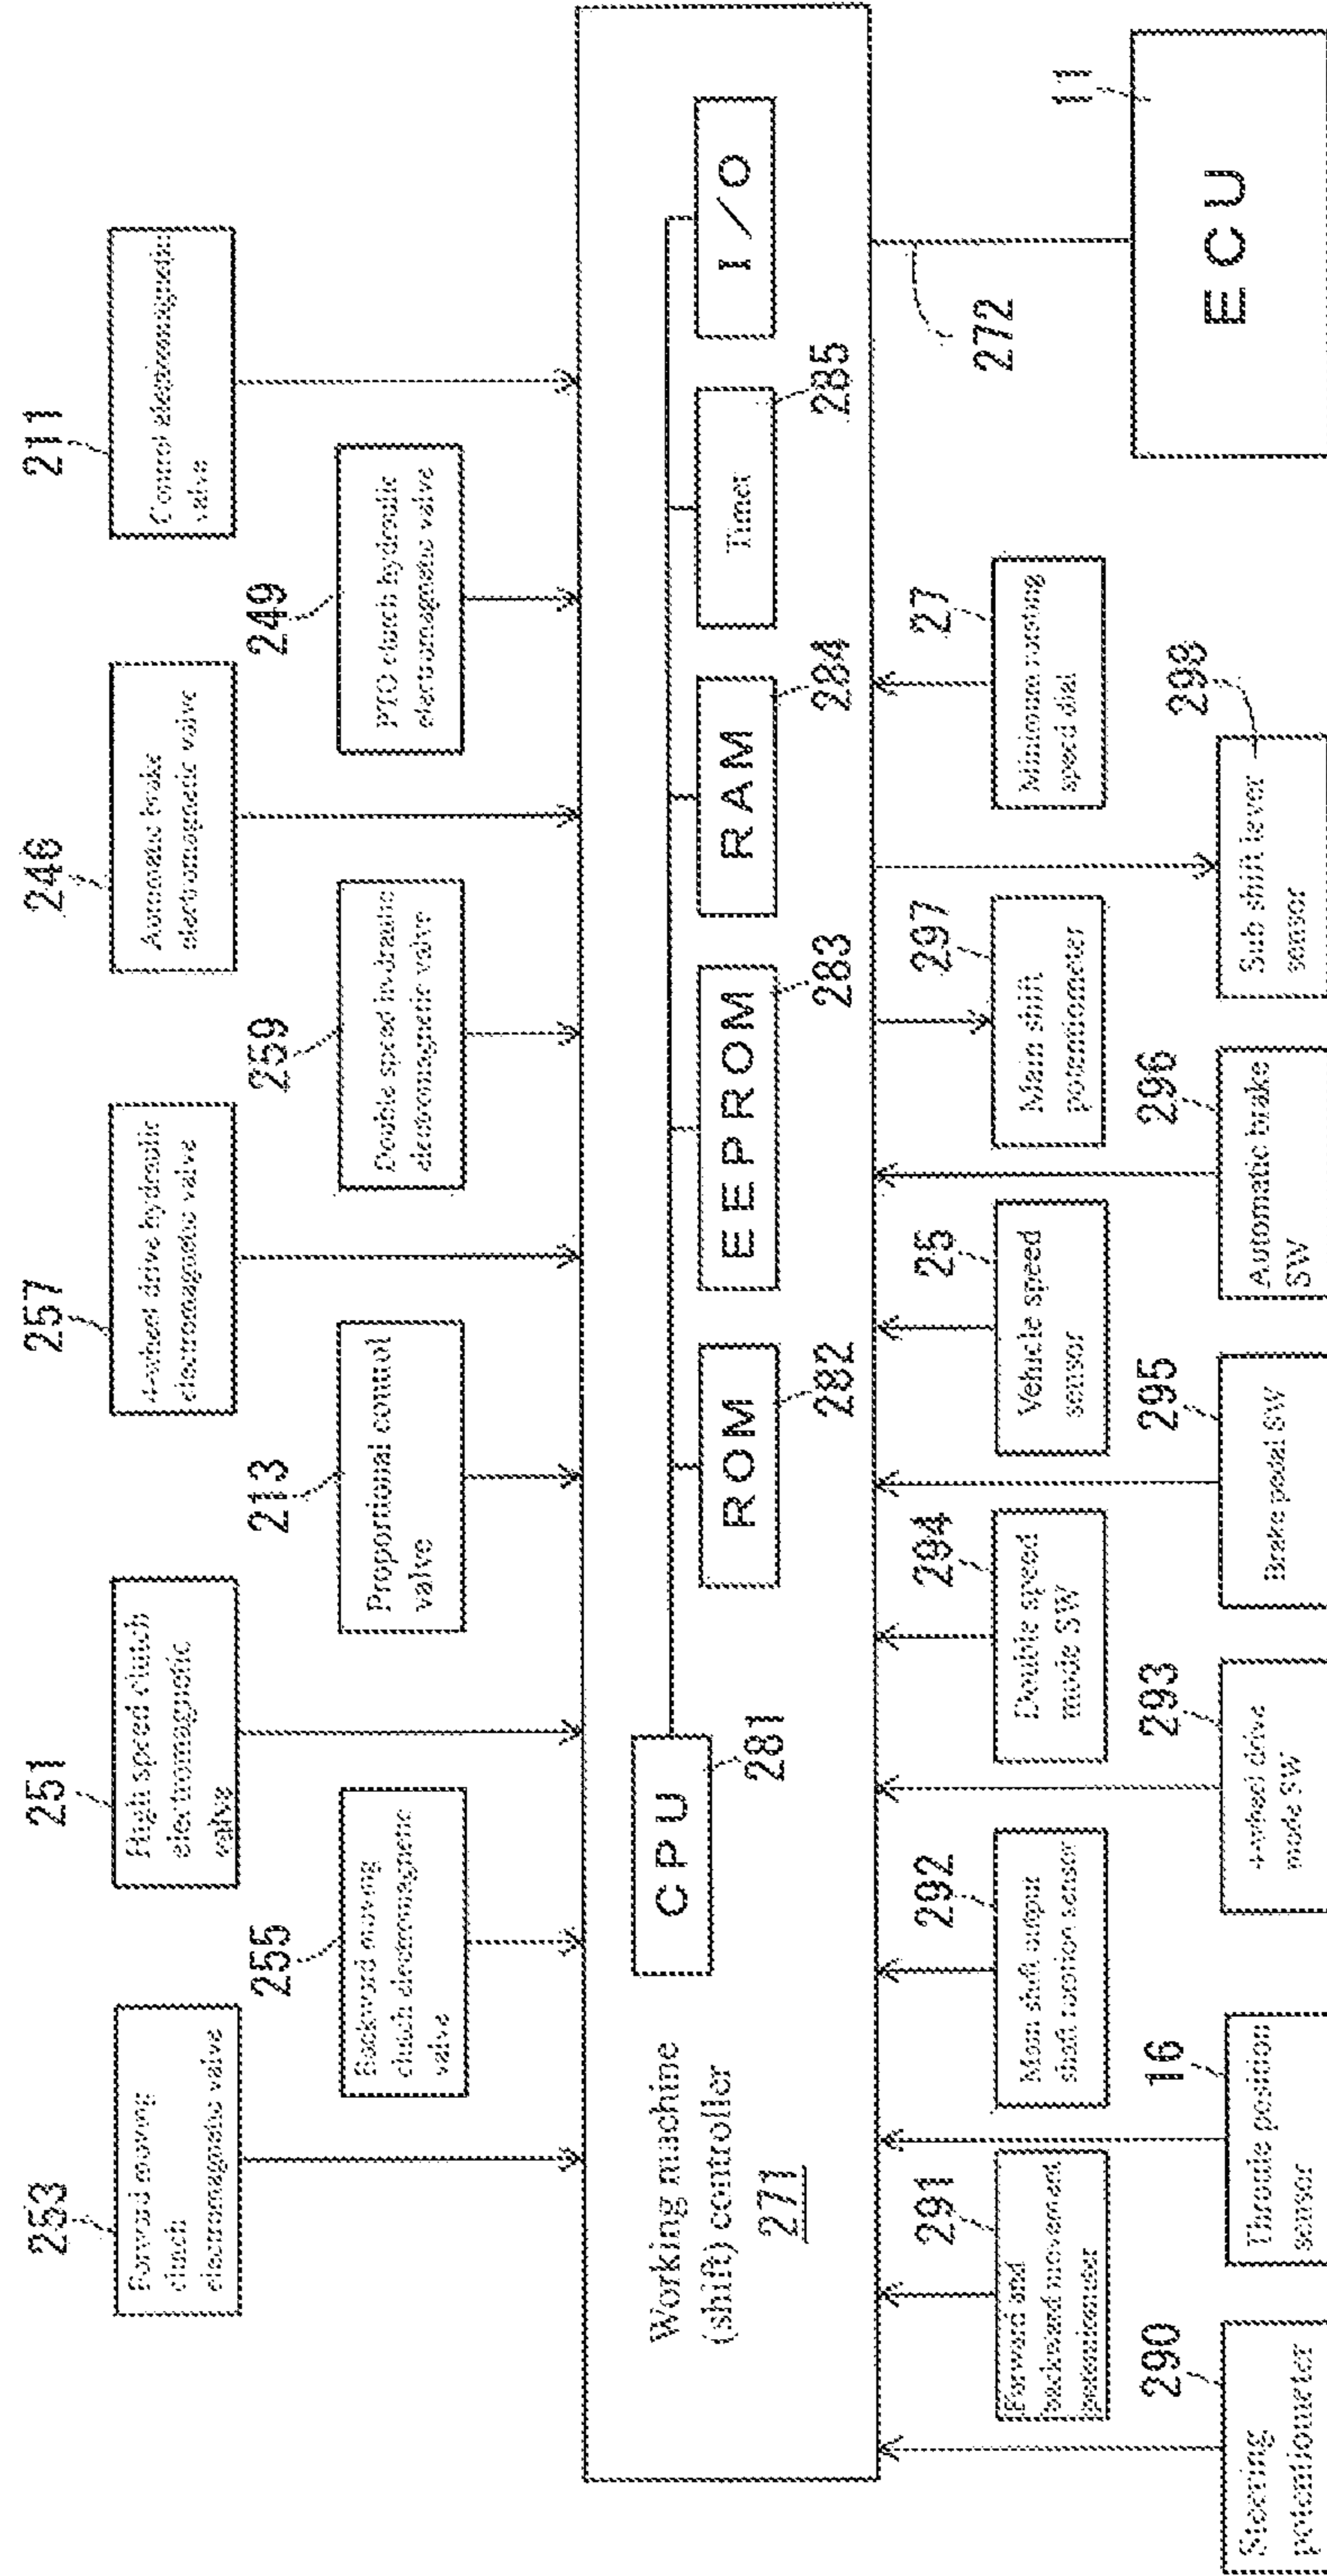 253
Forward moving
clutch
electromagnetic valve
251
High speed clutch
electromagnetic
valve
257
4-wheel drive hydraulic
electromagnetic valve
246
Automatic brake
electromagnetic valve
211
Control electromagnetic
valve
255
Backward moving
clutch electromagnetic
valve
213
Proportional control
valve
259
Double speed hydraulic
electromagnetic valve
249
PTO clutch hydraulic
electromagnetic valve
Working machine
(shift) controller
271
CPU
281
ROM
282
EEPROM
283
RAM
284
Timer
285
I/O
291
Forward and
backward movement
potentiometer
292
Main shift output
shaft rotation sensor
294
Double speed
mode SW
25
Vehicle speed
sensor
297
Main shift
potentiometer
27
Minimum rotating
speed dial
272
290
Steering
potentiometer
16
Throttle position
sensor
293
4-wheel drive
mode SW
295
Brake pedal SW
296
Automatic brake
SW
298
Sub shift lever
sensor
11
ECU